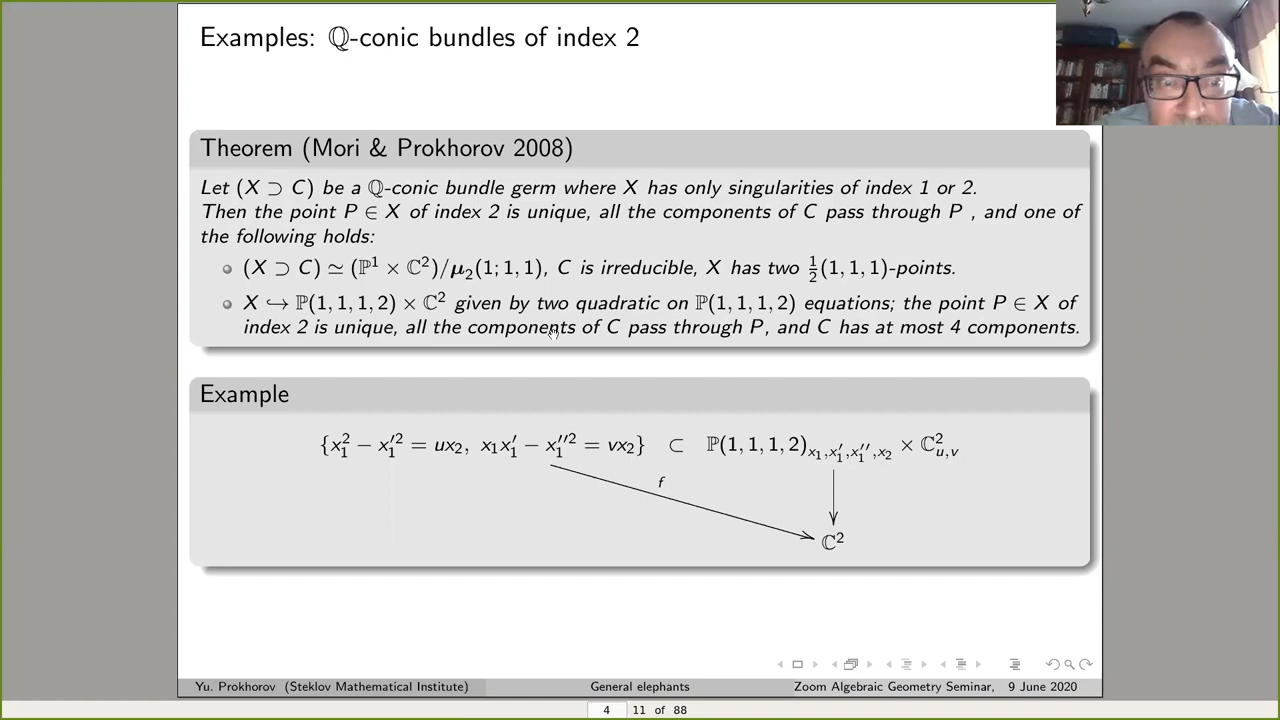 Examples: ℚ-conic bundles of index 2
Theorem (Mori & Prokhorov 2008)
Let (X ⊃ C) be a ℚ-conic bundle germ where X has only singularities of index 1 or 2.
Then the point P ∈ X of index 2 is unique, all the components of C pass through P , and one of
the following holds:
(X ⊃ C) ≃ (ℙ¹ × ℂ²)/μ₂(1; 1, 1), C is irreducible, X has two ½(1, 1, 1)-points.
X ↪ ℙ(1, 1, 1, 2) × ℂ² given by two quadratic on ℙ(1, 1, 1, 2) equations; the point P ∈ X of
index 2 is unique, all the components of C pass through P, and C has at most 4 components.
Example
{x₁² − x₁′² = ux₂, x₁x₁′ − x₁″² = vx₂} ⊂ ℙ(1, 1, 1, 2)_{x₁,x₁′,x₁″,x₂} × ℂ²_{u,v}
f
ℂ²
Yu. Prokhorov (Steklov Mathematical Institute) General elephants Zoom Algebraic Geometry Seminar, 9 June 2020
4 11 of 88